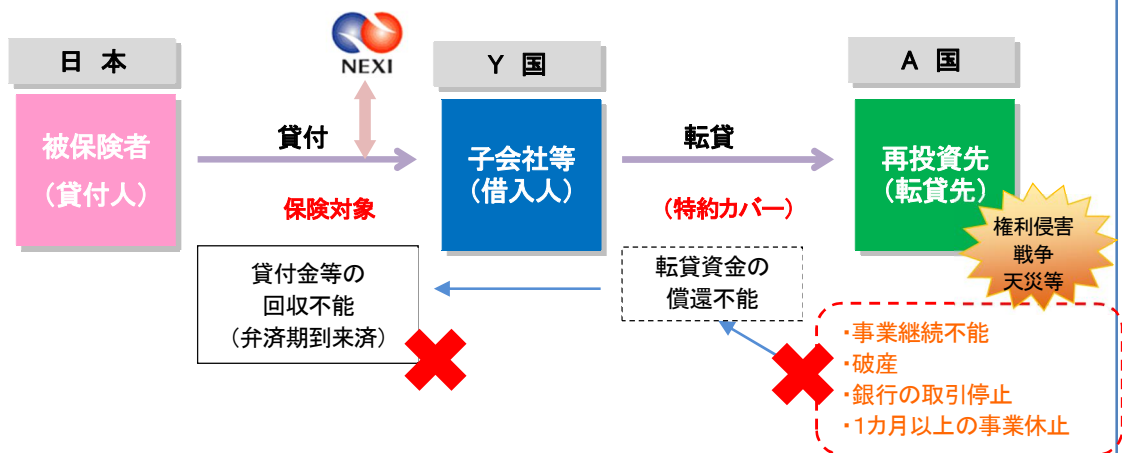 NEXI
日 本
Y 国
A 国
被保険者
(貸付人)
貸付
保険対象
子会社等
(借入人)
転貸
(特約カバー)
再投資先
(転貸先)
権利侵害
戦争
天災等
貸付金等の
回収不能
(弁済期到来済)
転貸資金の
償還不能
・事業継続不能
・破産
・銀行の取引停止
・1カ月以上の事業休止